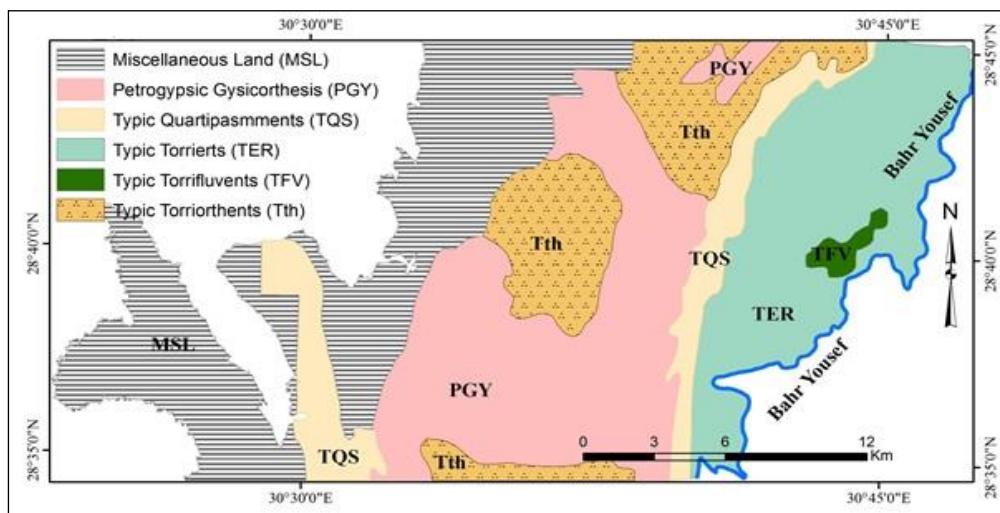 30°30'0"E
30°45'0"E
28°45'0"N
Miscellaneous Land (MSL)
Petrogypsic Gysicorthesis (PGY)
Typic Quartipasmments (TQS)
Typic Torrierts (TER)
Typic Torrifluvents (TFV)
Typic Torriorthents (Tth)
PGY
Tth
Bahr Yousef
N
28°40'0"N
Tth
TQS
TFV
28°40'0"N
TER
MSL
PGY
Bahr Yousef
0 3 6 12
Km
28°35'0"N
TQS
Tth
28°35'0"N
30°30'0"E
30°45'0"E